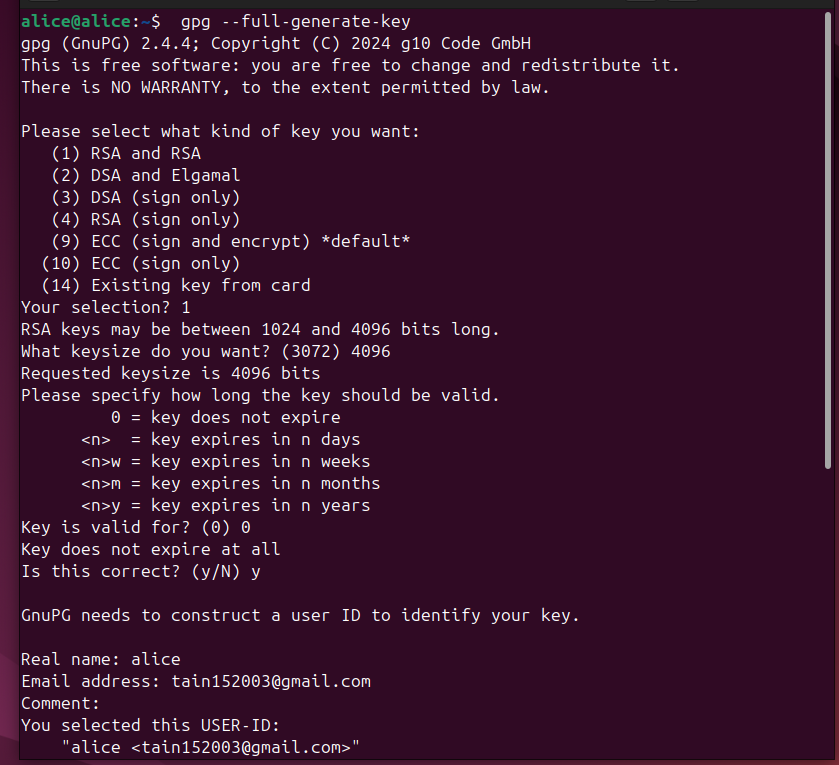 alice@alice:~$  gpg --full-generate-key
gpg (GnuPG) 2.4.4; Copyright (C) 2024 g10 Code GmbH
This is free software: you are free to change and redistribute it.
There is NO WARRANTY, to the extent permitted by law.

Please select what kind of key you want:
   (1) RSA and RSA
   (2) DSA and Elgamal
   (3) DSA (sign only)
   (4) RSA (sign only)
   (9) ECC (sign and encrypt) *default*
  (10) ECC (sign only)
  (14) Existing key from card
Your selection? 1
RSA keys may be between 1024 and 4096 bits long.
What keysize do you want? (3072) 4096
Requested keysize is 4096 bits
Please specify how long the key should be valid.
         0 = key does not expire
      <n>  = key expires in n days
      <n>w = key expires in n weeks
      <n>m = key expires in n months
      <n>y = key expires in n years
Key is valid for? (0) 0
Key does not expire at all
Is this correct? (y/N) y

GnuPG needs to construct a user ID to identify your key.

Real name: alice
Email address: tain152003@gmail.com
Comment:
You selected this USER-ID:
    "alice <tain152003@gmail.com>"